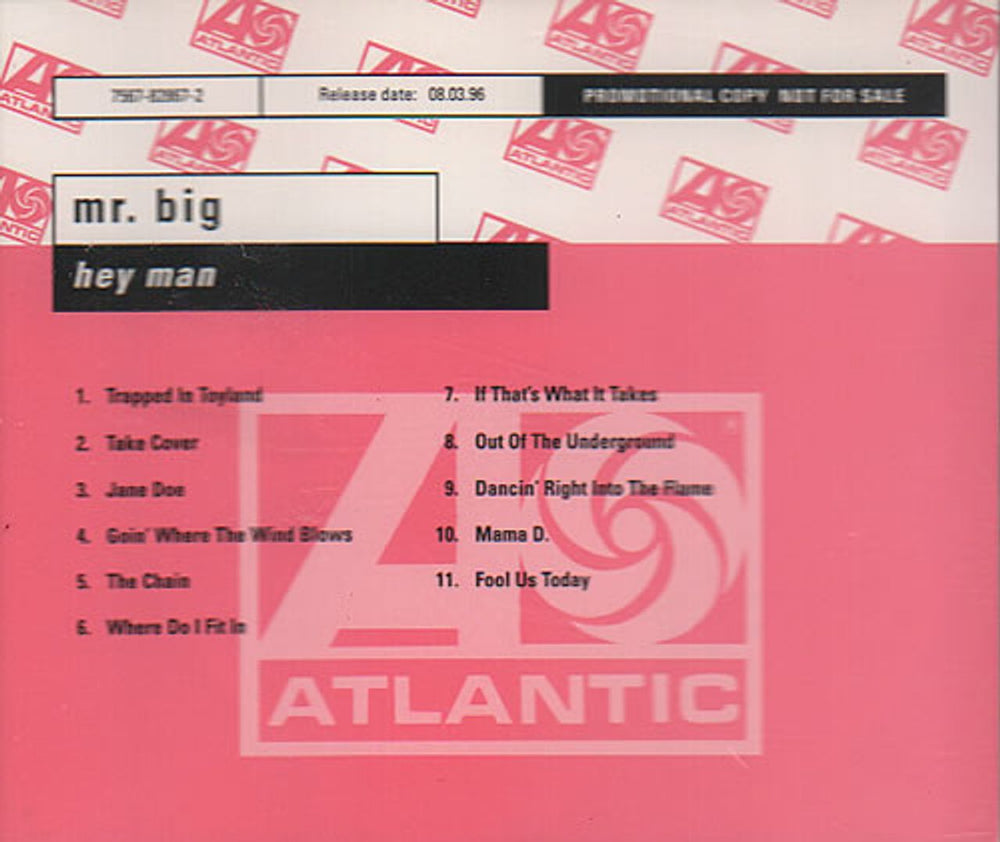 7567-82867-2
Release date: 08.03.96
PROMOTIONAL COPY NOT FOR SALE
mr. big
hey man
1. Trapped In Toyland
2. Take Cover
3. Jane Doe
4. Goin' Where The Wind Blows
5. The Chain
6. Where Do I Fit In
7. If That's What It Takes
8. Out Of The Underground
9. Dancin' Right Into The Flame
10. Mama D.
11. Fool Us Today
ATLANTIC